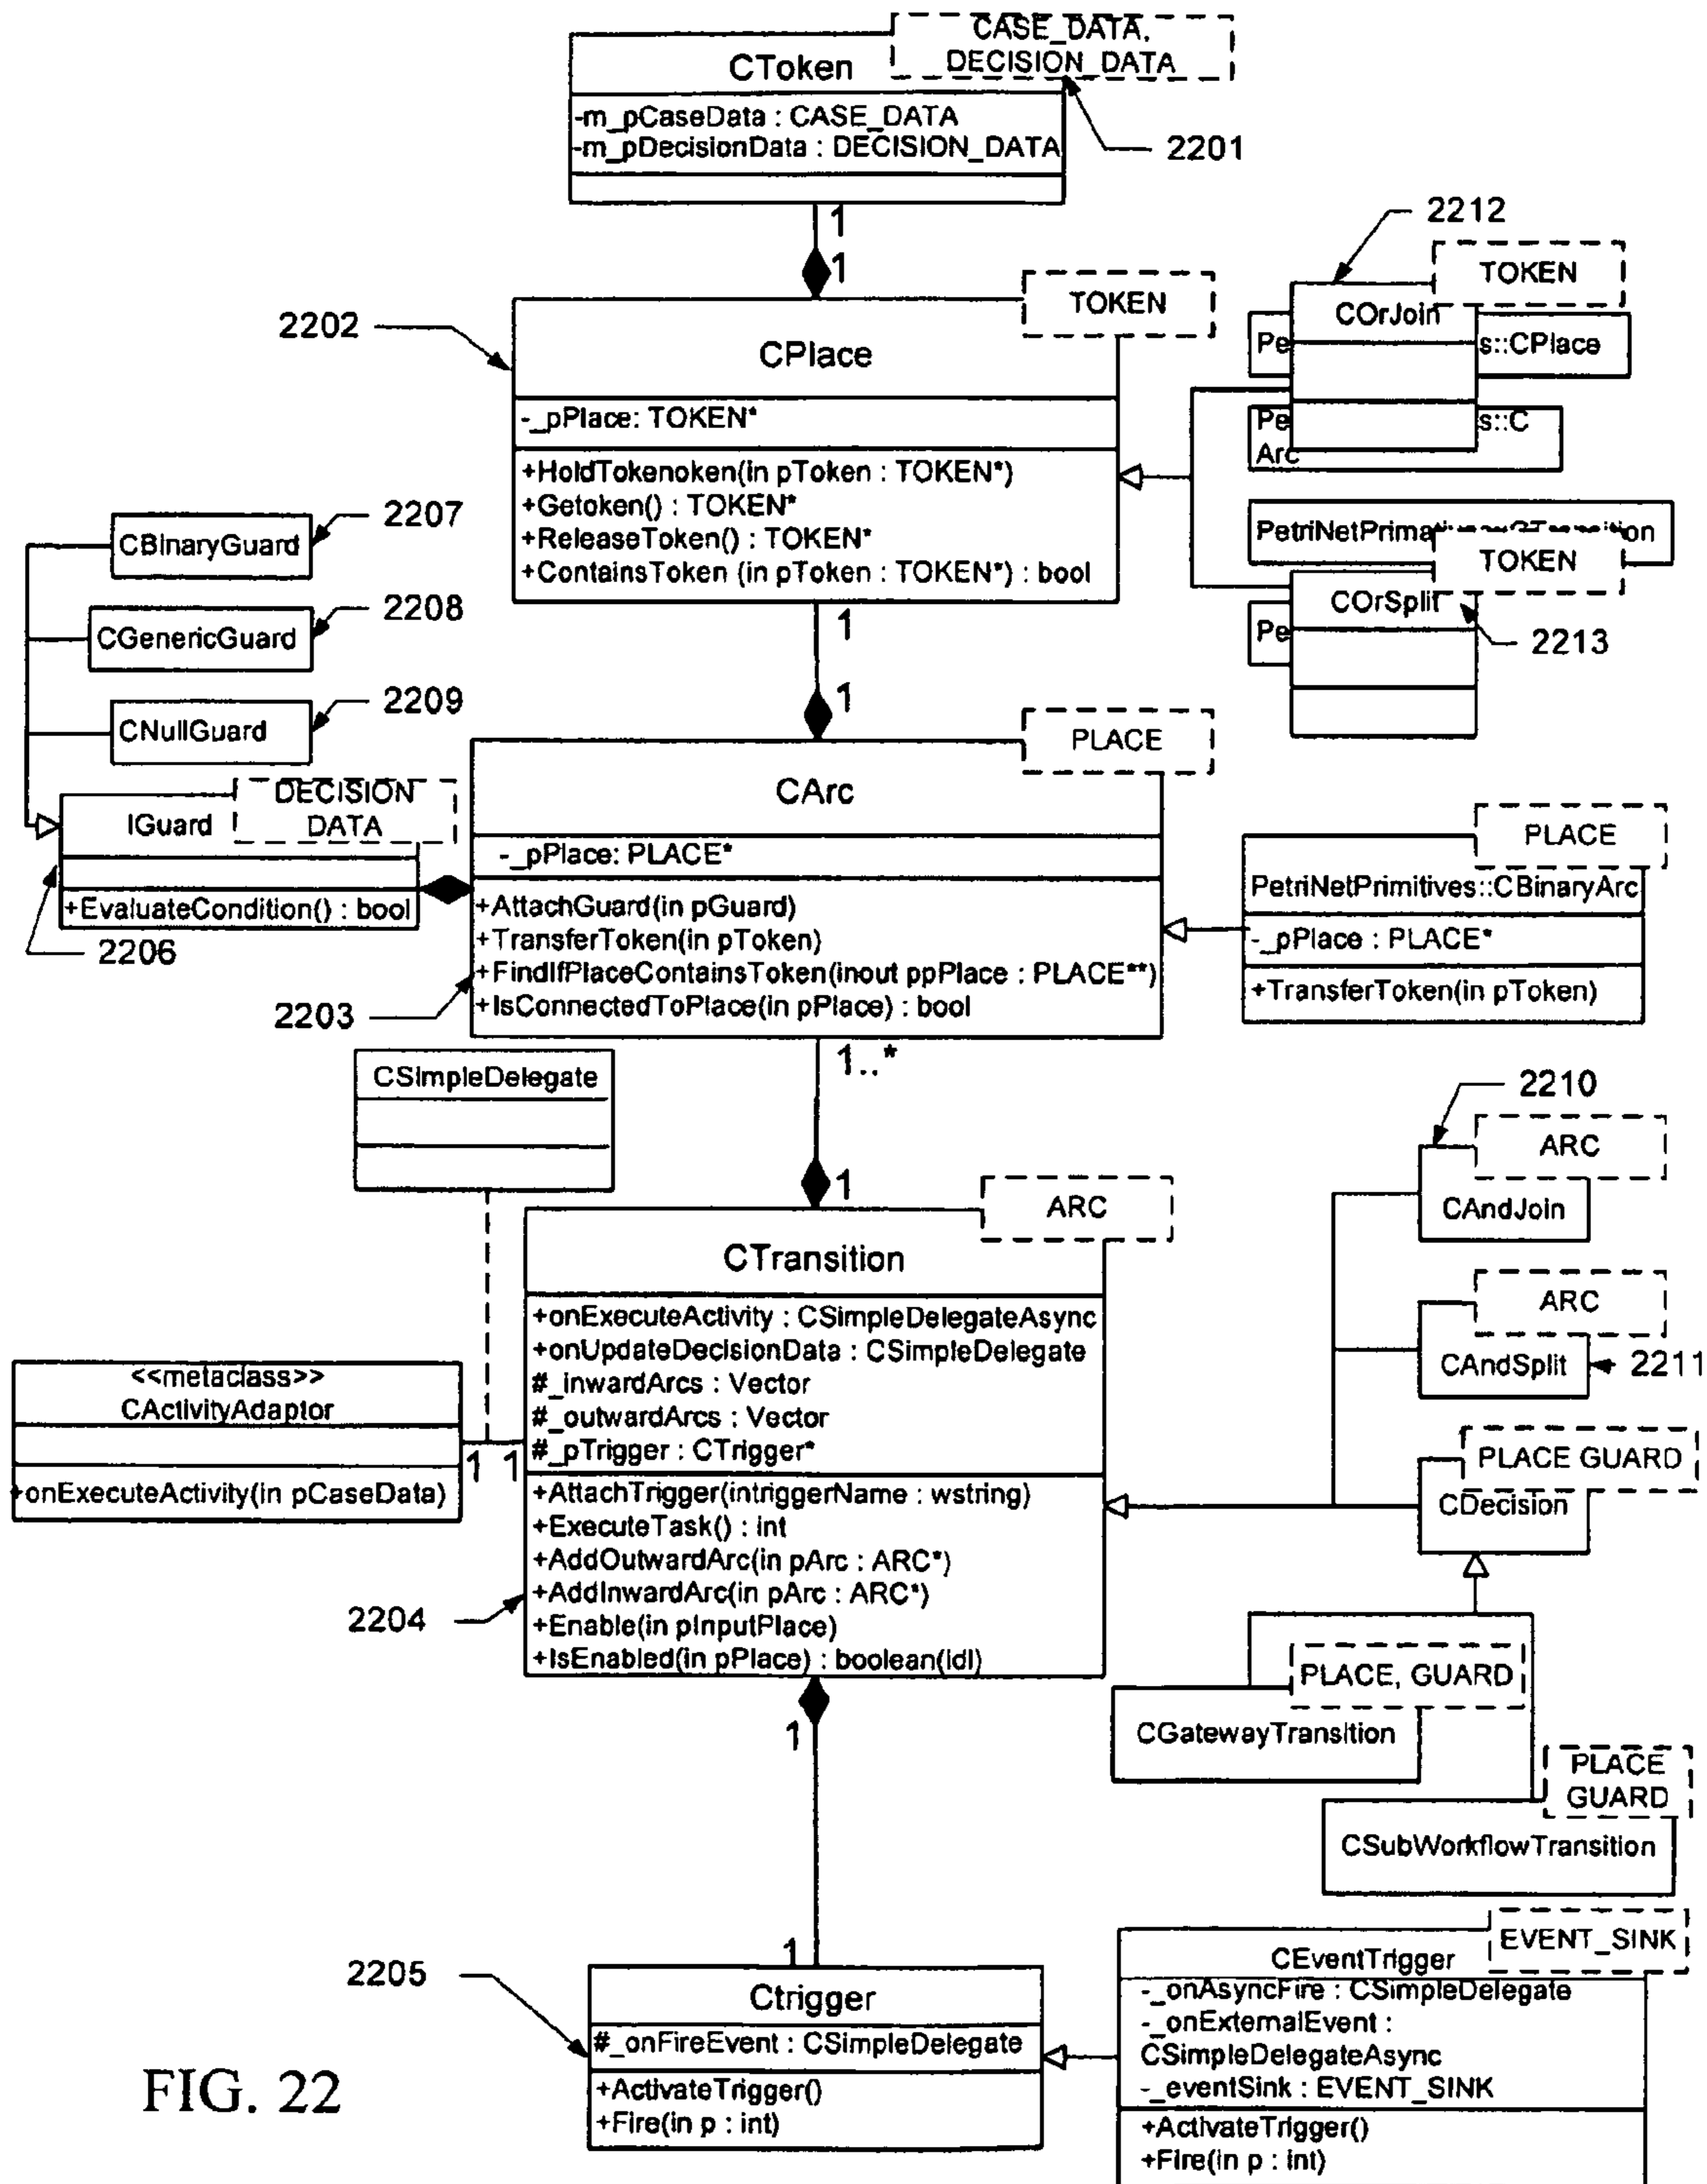 CASE_DATA,
DECISION_DATA
CToken
-m_pCaseData : CASE_DATA
-m_pDecisionData : DECISION_DATA
2201
1
1
2212
TOKEN
COrJoin
Pe
s::CPlace
Pe
s::C
Arc
TOKEN
2202
CPlace
-_pPlace: TOKEN*
+HoldTokenoken(in pToken : TOKEN*)
+Getoken() : TOKEN*
+ReleaseToken() : TOKEN*
+ContainsToken (in pToken : TOKEN*) : bool
PetriNetPrima
on
TOKEN
COrSplit
Pe
2213
2207
CBinaryGuard
2208
CGenericGuard
2209
CNullGuard
1
1
DECISION
DATA
IGuard
+EvaluateCondition() : bool
2206
PLACE
CArc
-_pPlace: PLACE*
+AttachGuard(in pGuard)
+TransferToken(in pToken)
+FindIfPlaceContainsToken(inout ppPlace : PLACE**)
+IsConnectedToPlace(in pPlace) : bool
2203
PLACE
PetriNetPrimitives::CBinaryArc
-_pPlace : PLACE*
+TransferToken(in pToken)
1..*
1
CSimpleDelegate
2210
ARC
CAndJoin
ARC
CAndSplit
2211
PLACE GUARD
CDecision
ARC
CTransition
+onExecuteActivity : CSimpleDelegateAsync
+onUpdateDecisionData : CSimpleDelegate
#_inwardArcs : Vector
#_outwardArcs : Vector
#_pTrigger : CTrigger*
+AttachTrigger(intriggerName : wstring)
+ExecuteTask() : int
+AddOutwardArc(in pArc : ARC*)
+AddInwardArc(in pArc : ARC*)
+Enable(in pInputPlace)
+IsEnabled(in pPlace) : boolean(idl)
2204
<<metaclass>>
CActivityAdaptor
+onExecuteActivity(in pCaseData)
1 1
PLACE, GUARD
CGatewayTransition
PLACE
GUARD
CSubWorkflowTransition
1
1
2205
Ctrigger
#_onFireEvent : CSimpleDelegate
+ActivateTrigger()
+Fire(in p : int)
EVENT_SINK
CEventTrigger
-_onAsyncFire : CSimpleDelegate
-_onExternalEvent :
CSimpleDelegateAsync
-_eventSink : EVENT_SINK
+ActivateTrigger()
+Fire(in p : int)
FIG. 22